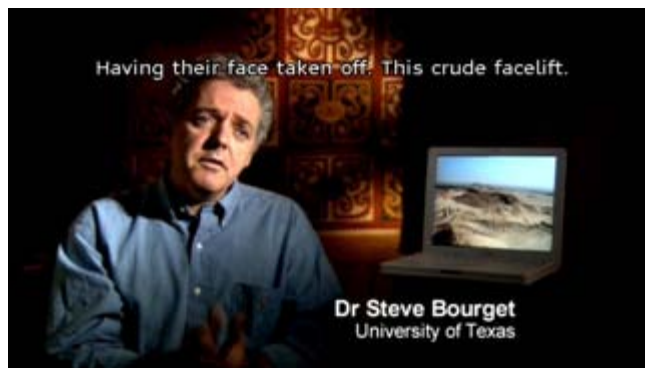 Having their face taken off. This crude facelift.
Dr Steve Bourget
University of Texas